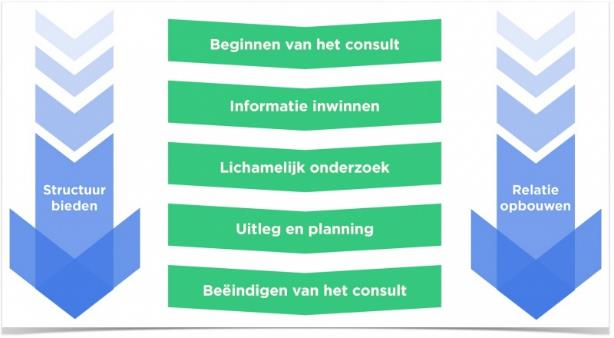 Beginnen van het consult
Informatie inwinnen
Lichamelijk onderzoek
Structuur
bieden
Relatie
opbouwen
Uitleg en planning
Beëindigen van het consult